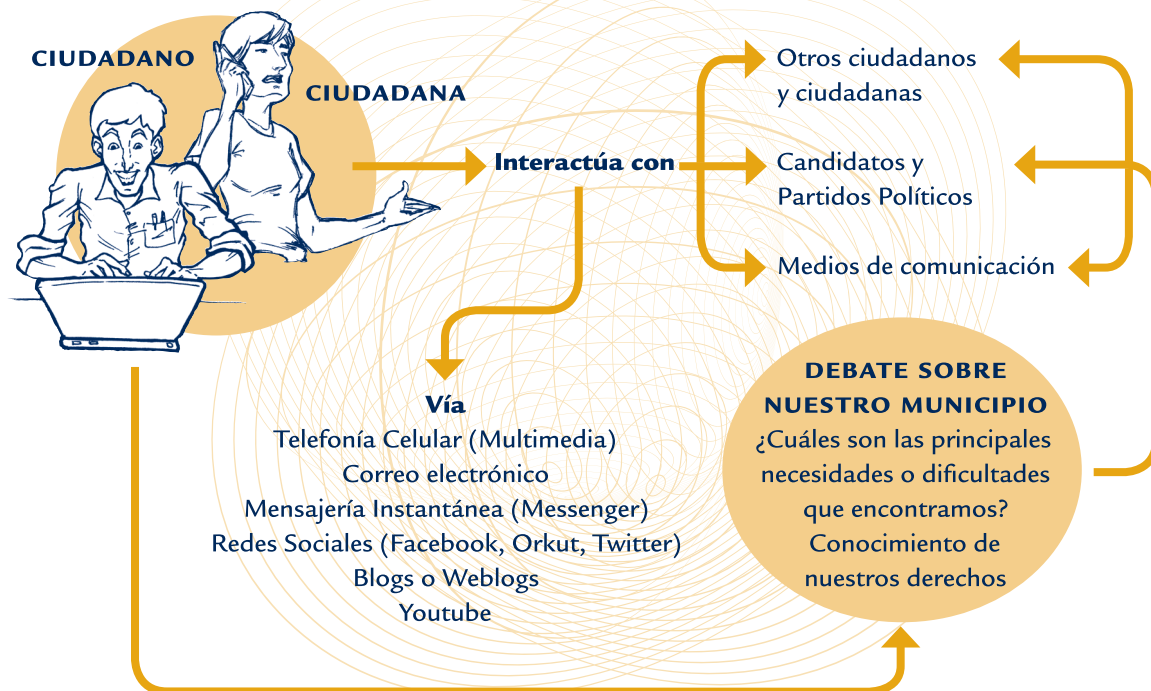 CIUDADANO
CIUDADANA
Interactúa con
Otros ciudadanos
y ciudadanas
Candidatos y
Partidos Políticos
Medios de comunicación
Vía
Telefonía Celular (Multimedia)
Correo electrónico
Mensajería Instantánea (Messenger)
Redes Sociales (Facebook, Orkut, Twitter)
Blogs o Weblogs
Youtube
DEBATE SOBRE
NUESTRO MUNICIPIO
¿Cuáles son las principales
necesidades o dificultades
que encontramos?
Conocimiento de
nuestros derechos